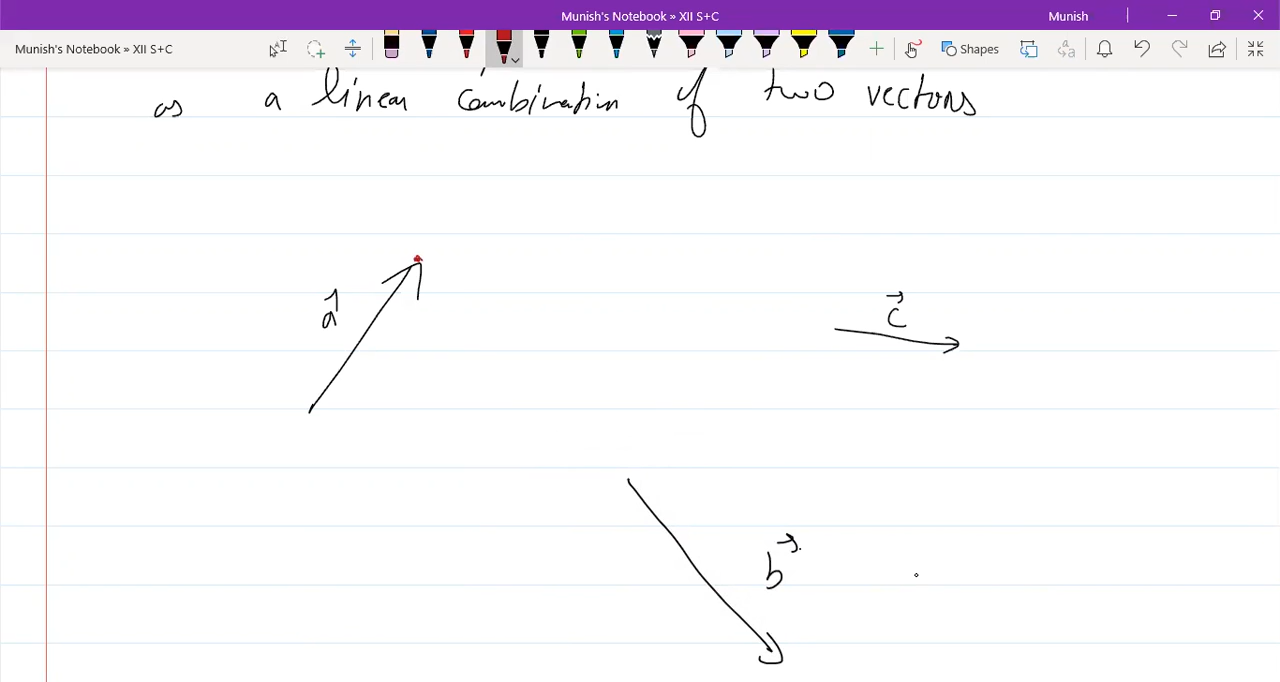 Munish's Notebook » XII S+C
Munish
Munish's Notebook » XII S+C
Shapes
as a linear combination of two vectors
a
c
b